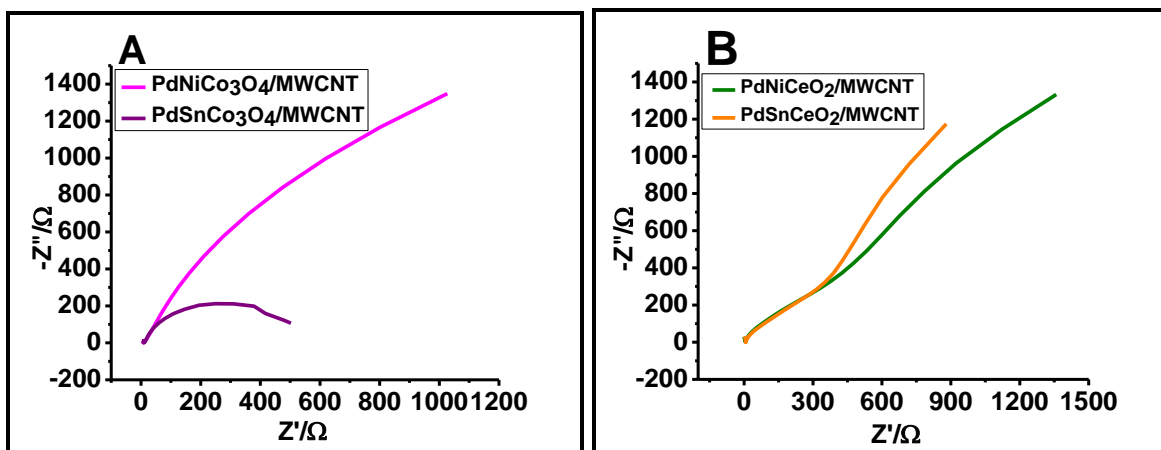 A
PdNiCo3O4/MWCNT
PdSnCo3O4/MWCNT
1400
1200
1000
800
600
400
200
0
-200
-Z''/Ω
0 200 400 600 800 1000 1200
Z'/Ω
B
PdNiCeO2/MWCNT
PdSnCeO2/MWCNT
1400
1200
1000
800
600
400
200
0
-200
-Z''/Ω
0 300 600 900 1200 1500
Z'/Ω